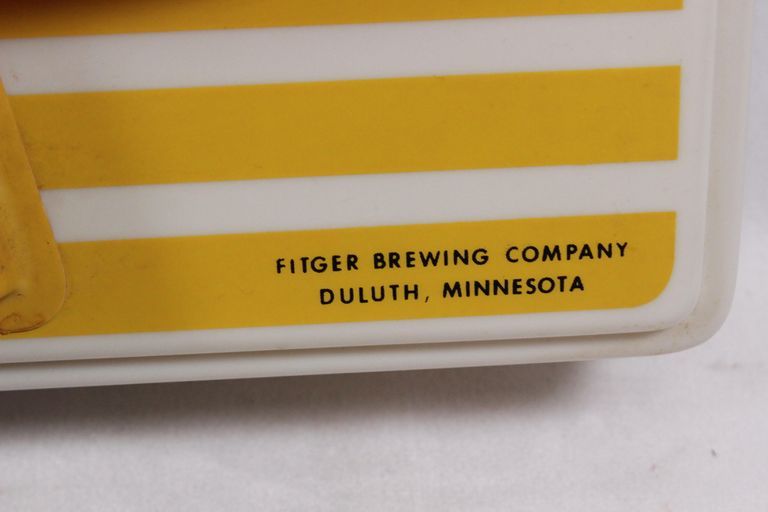 FITGER BREWING COMPANY
DULUTH, MINNESOTA